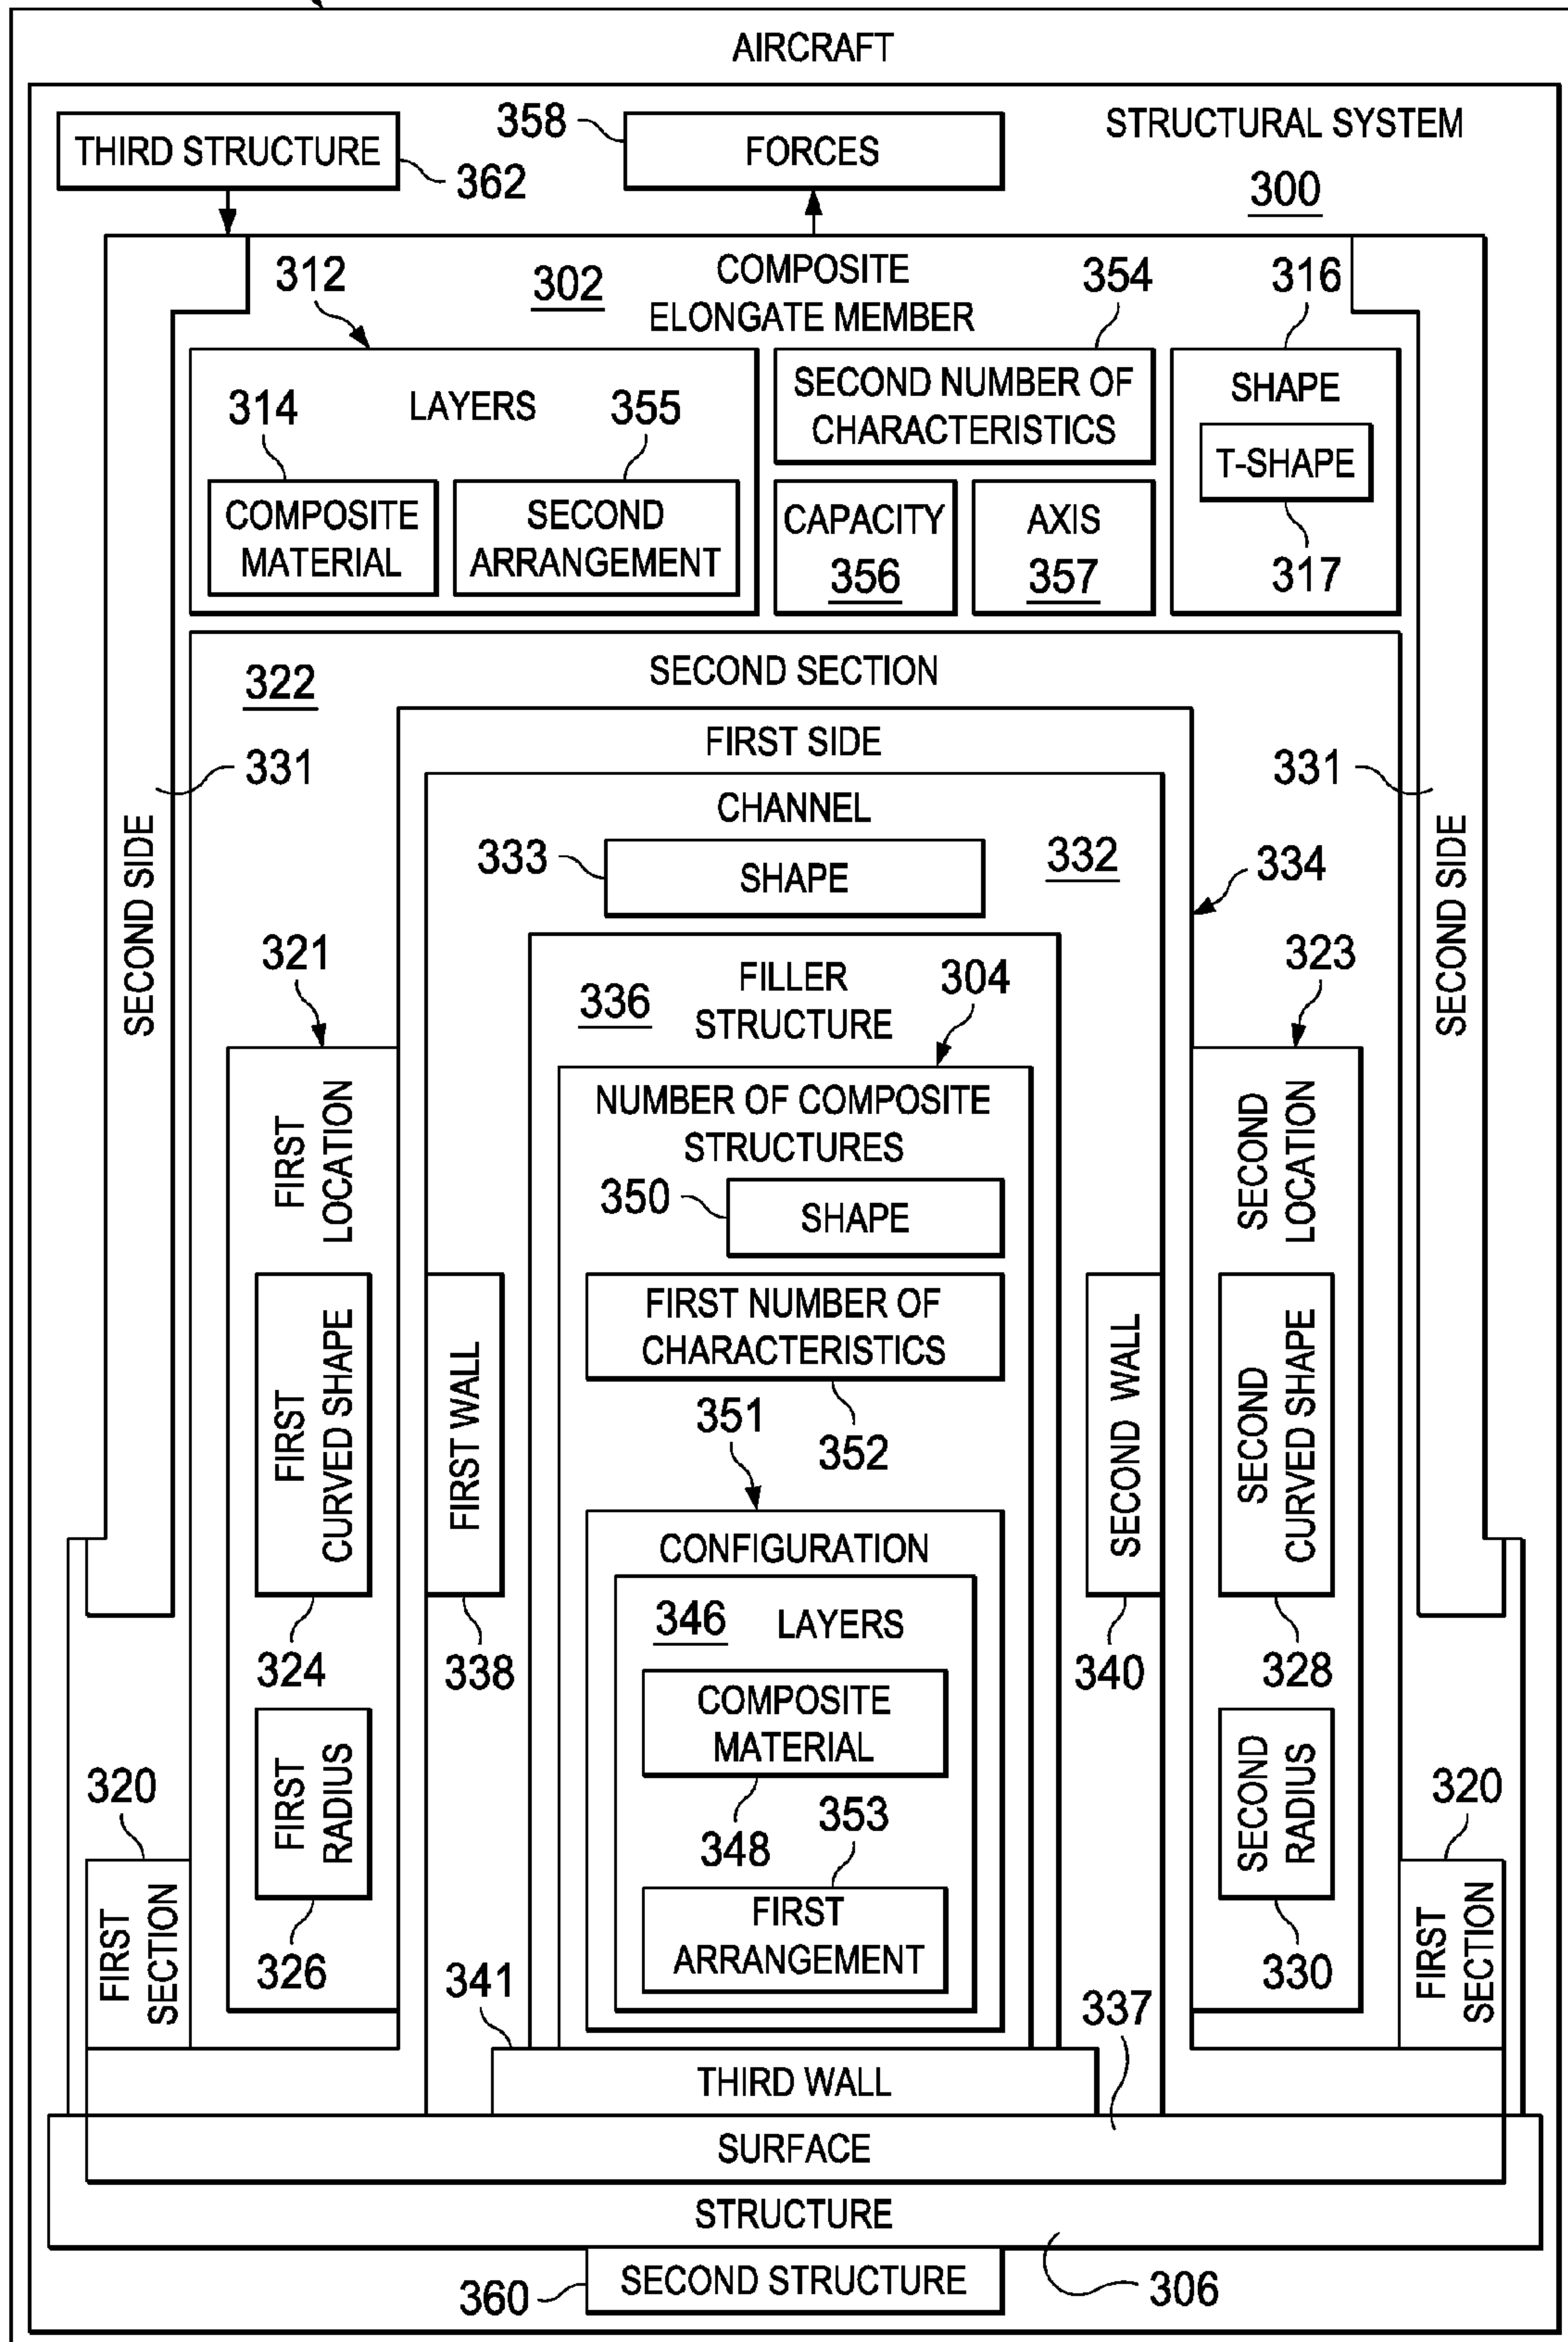 AIRCRAFT
THIRD STRUCTURE
362
358
FORCES
STRUCTURAL SYSTEM
300
312
302
COMPOSITE
ELONGATE MEMBER
354
316
LAYERS
314
355
COMPOSITE
MATERIAL
SECOND
ARRANGEMENT
SECOND NUMBER OF
CHARACTERISTICS
CAPACITY
356
AXIS
357
SHAPE
T-SHAPE
317
322
SECOND SECTION
FIRST SIDE
331
331
SECOND SIDE
SECOND SIDE
CHANNEL
333
SHAPE
332
334
321
323
336
FILLER
STRUCTURE
304
NUMBER OF COMPOSITE
STRUCTURES
350
SHAPE
FIRST NUMBER OF
CHARACTERISTICS
351
352
FIRST
LOCATION
FIRST
CURVED SHAPE
324
FIRST
RADIUS
326
FIRST WALL
338
SECOND WALL
340
SECOND
LOCATION
SECOND
CURVED SHAPE
328
SECOND
RADIUS
330
CONFIGURATION
346
LAYERS
COMPOSITE
MATERIAL
348
353
FIRST
ARRANGEMENT
320
FIRST
SECTION
320
FIRST
SECTION
341
337
THIRD WALL
SURFACE
STRUCTURE
306
360
SECOND STRUCTURE